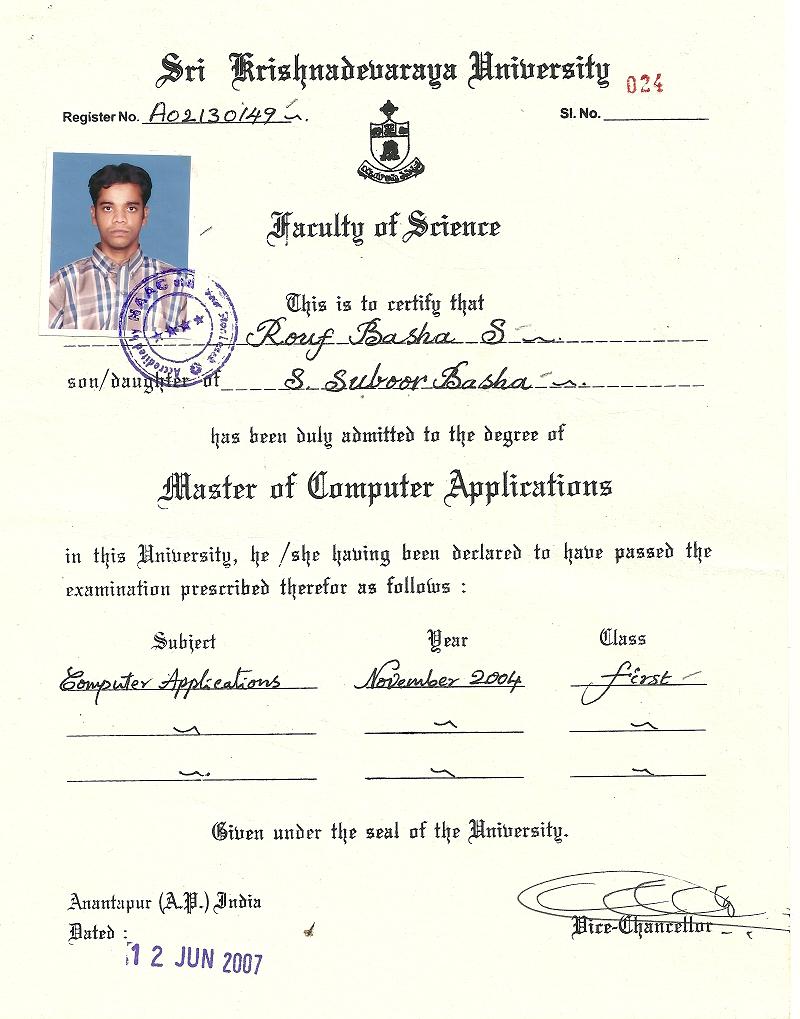 Sri Krishnadevaraya University
024
Register No. A02130149
Sl. No.
Faculty of Science
This is to certify that
Rouf Basha S
son/daughter of S. Suboor Basha
has been duly admitted to the degree of
Master of Computer Applications
in this University, he /she having been declared to have passed the
examination prescribed therefor as follows :
Subject Year Class
Computer Applications November 2004 First
Given under the seal of the University.
Anantapur (A.P.) India
Dated :
12 JUN 2007
Vice-Chancellor
Accredited by NAAC